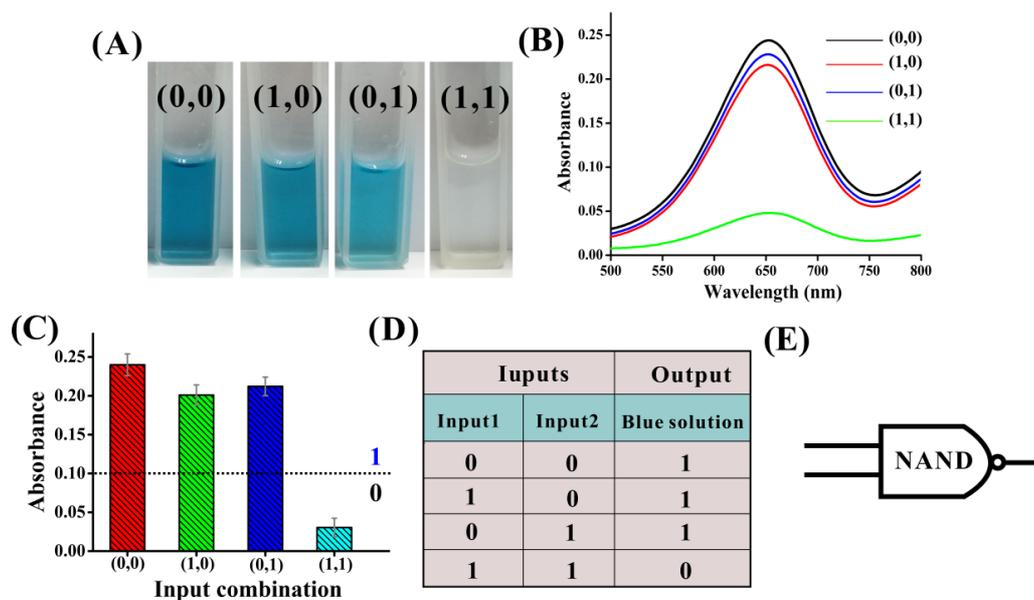 (A)
(0,0) (1,0) (0,1) (1,1)
(B)
Absorbance
0.25
0.20
0.15
0.10
0.05
0.00
500 550 600 650 700 750 800
Wavelength (nm)
(0,0)
(1,0)
(0,1)
(1,1)
(C)
Absorbance
0.25
0.20
0.15
0.10
0.05
0.00
1
0
(0,0) (1,0) (0,1) (1,1)
Input combination
(D)
Iuputs Output
Input1 Input2 Blue solution
0 0 1
1 0 1
0 1 1
1 1 0
(E)
NAND